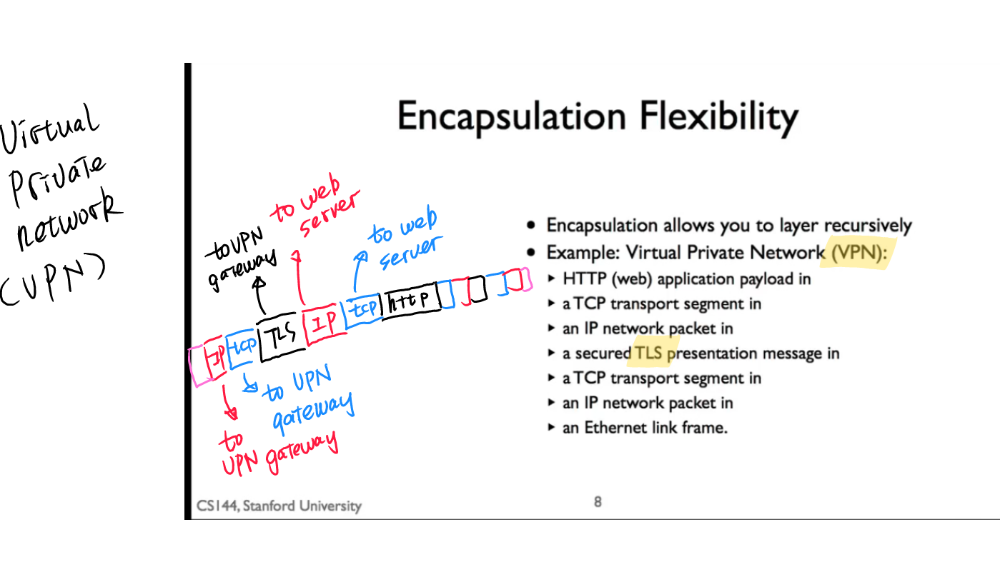 Virtual
Private
network
(VPN)
Encapsulation Flexibility
to web
server
to VPN
gateway
to web
server
IP
tcp
TLS
IP
tcp
http
to VPN
gateway
to
VPN gateway
• Encapsulation allows you to layer recursively
• Example: Virtual Private Network (VPN):
‣ HTTP (web) application payload in
‣ a TCP transport segment in
‣ an IP network packet in
‣ a secured TLS presentation message in
‣ a TCP transport segment in
‣ an IP network packet in
‣ an Ethernet link frame.
CS144, Stanford University
8